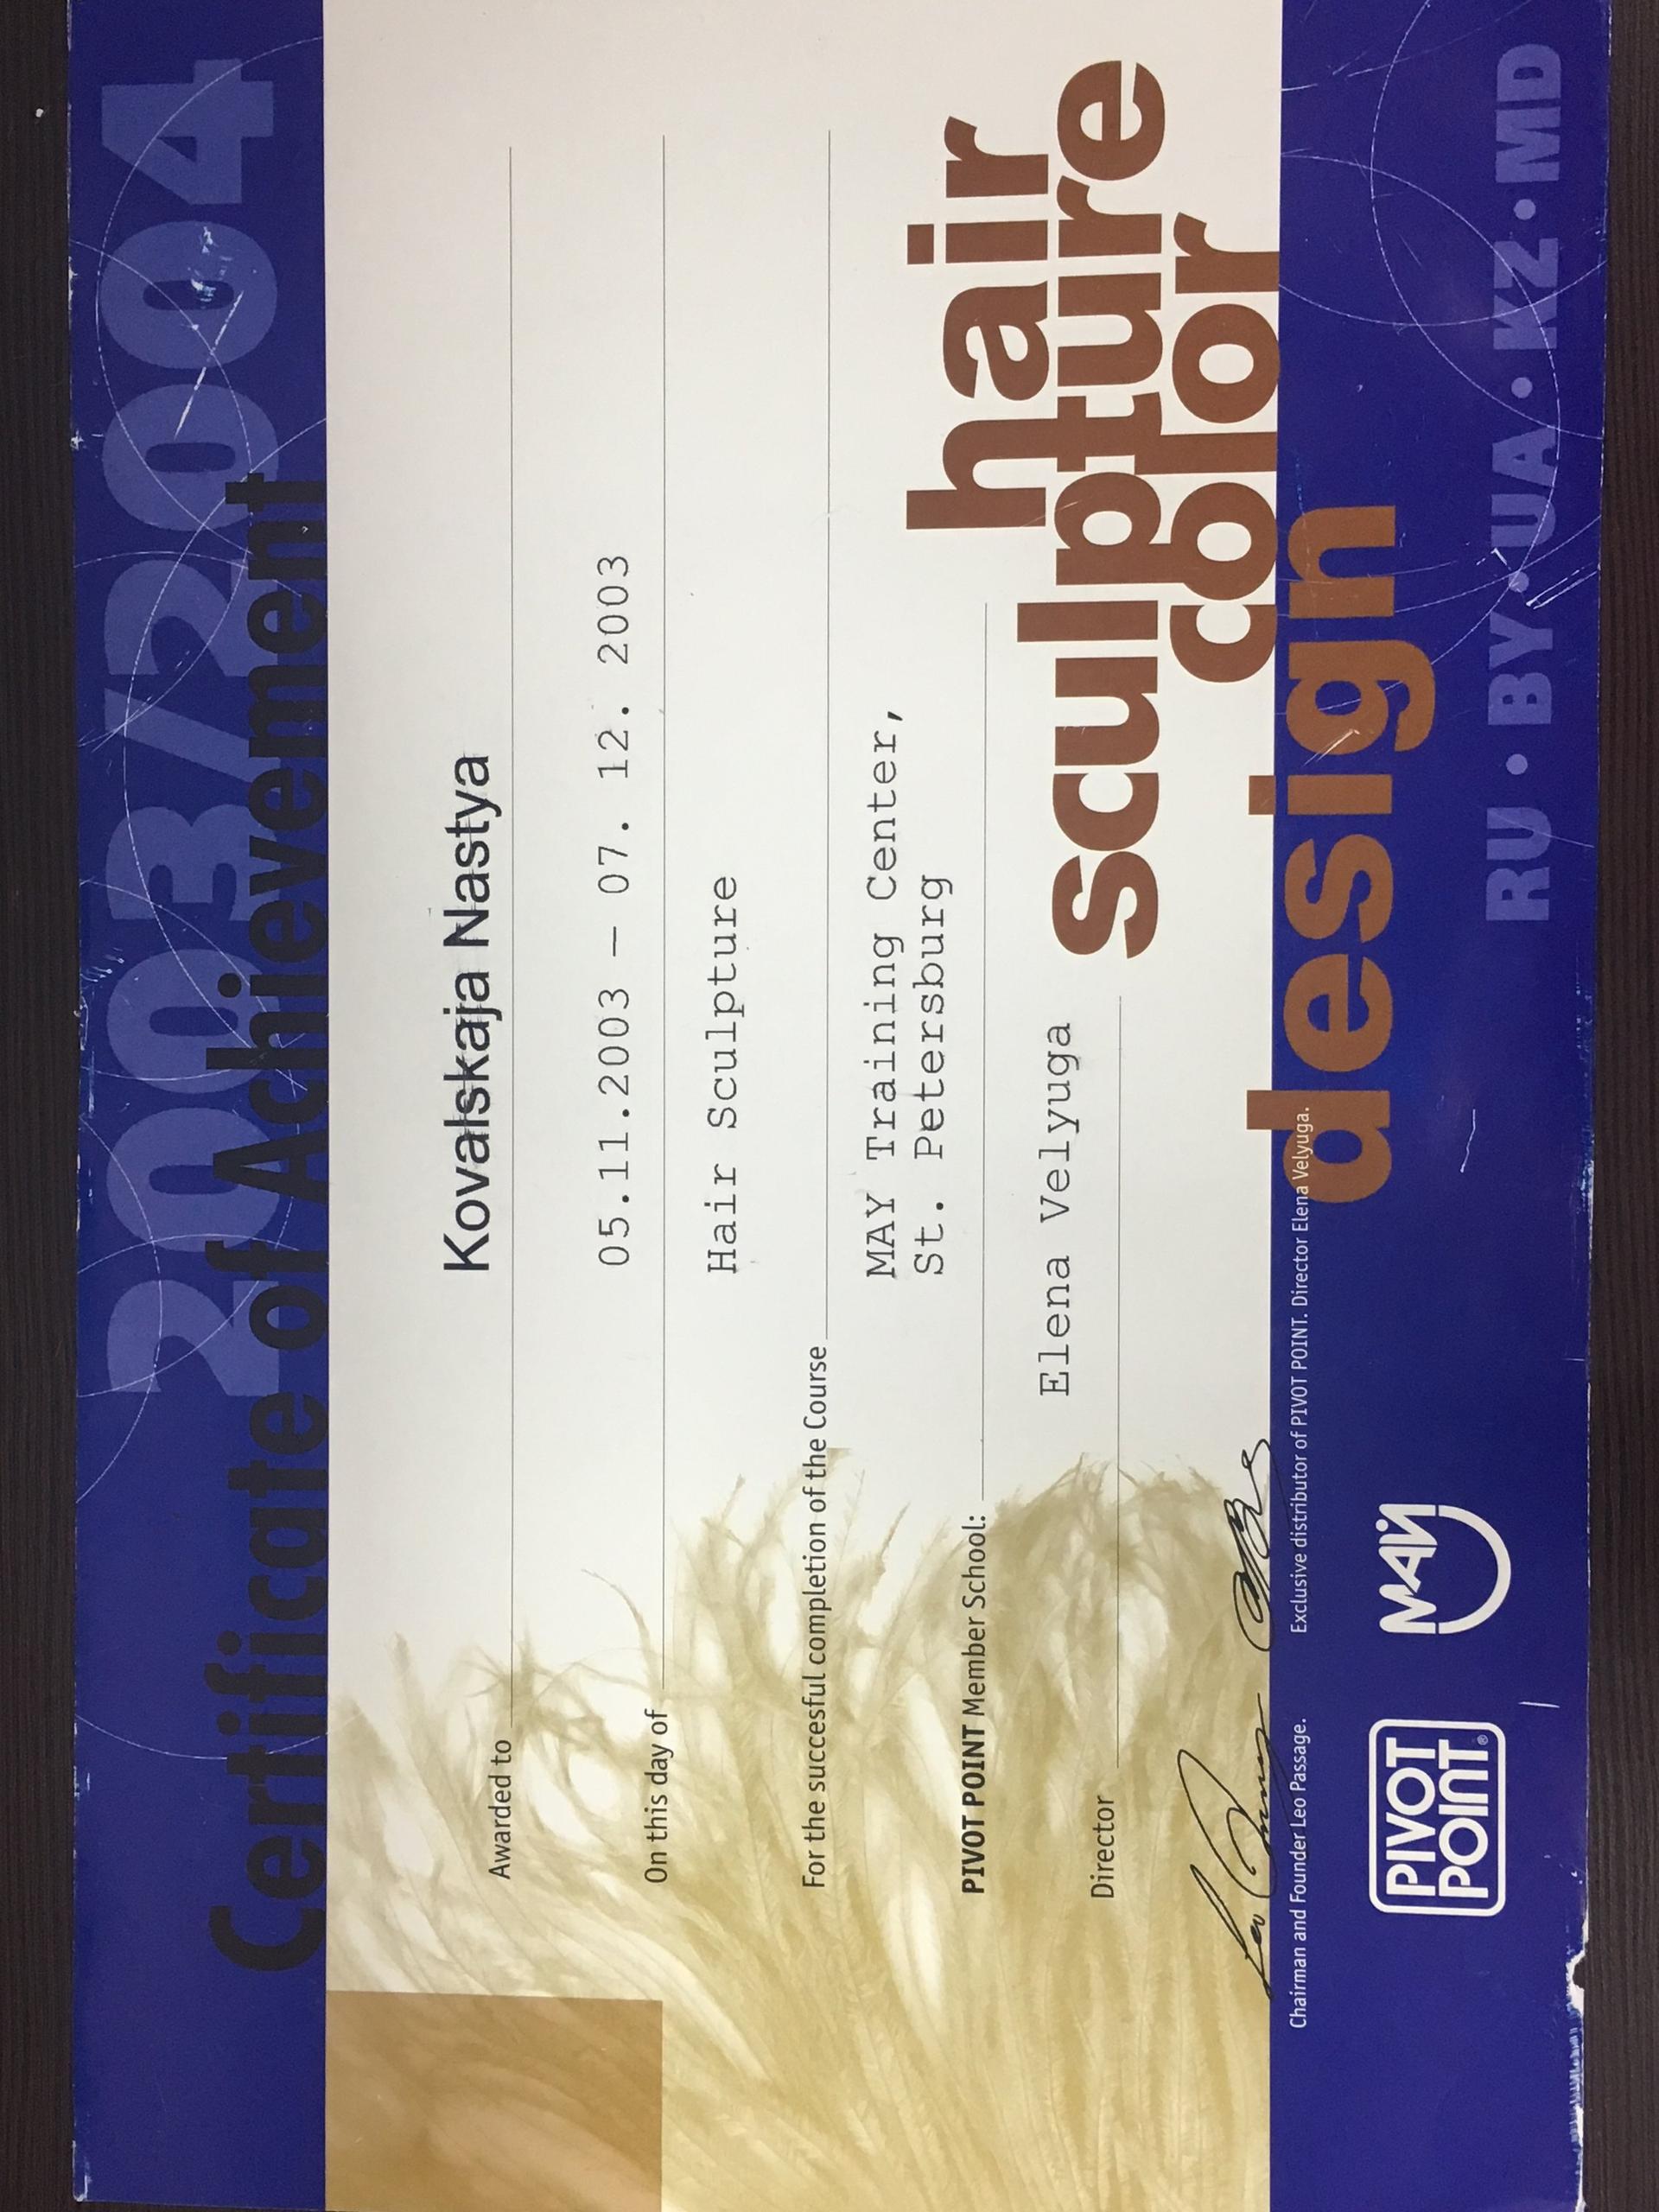 2003/2004
Certificate of Achievement
Awarded to Kovalskaja Nastya
On this day of 05.11.2003 – 07. 12. 2003
Hair Sculpture
For the succesful completion of the Course
MAY Training Center,
St. Petersburg
PIVOT POINT Member School:
Elena Velyuga
Director
hair
sculpture
color
design
Chairman and Founder Leo Passage.
Exclusive distributor of PIVOT POINT. Director Elena Velyuga.
PIVOT
POINT®
МАЙ
RU • BY • UA • KZ • MD